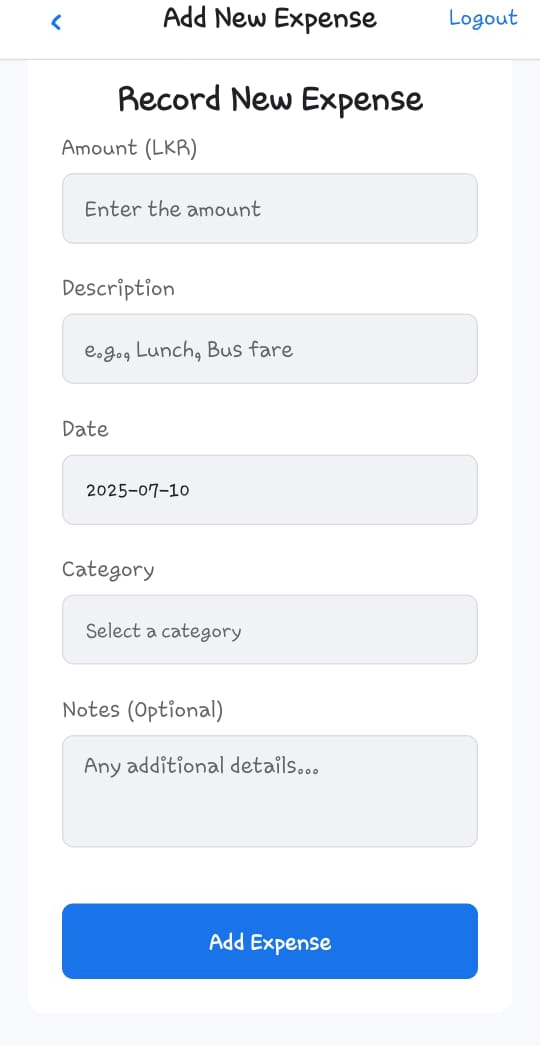 Add New Expense
Logout
Record New Expense
Amount (LKR)
Enter the amount
Description
e.g., Lunch, Bus fare
Date
2025-07-10
Category
Select a category
Notes (Optional)
Any additional details...
Add Expense